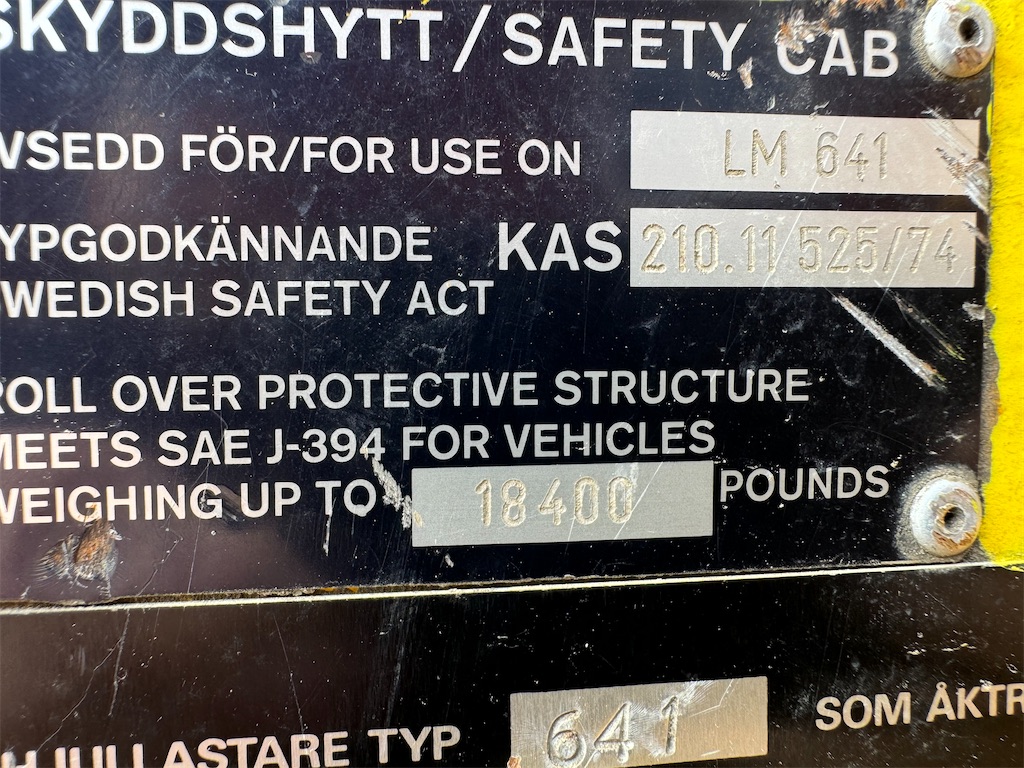 SKYDDSHYTT/SAFETY CAB
VSEDD FÖR/FOR USE ON LM 641
YPGODKÄNNANDE KAS 210.11 525/74
SWEDISH SAFETY ACT
ROLL OVER PROTECTIVE STRUCTURE
MEETS SAE J-394 FOR VEHICLES
WEIGHING UP TO 18400 POUNDS
HJULLASTARE TYP 641 SOM ÅKTR